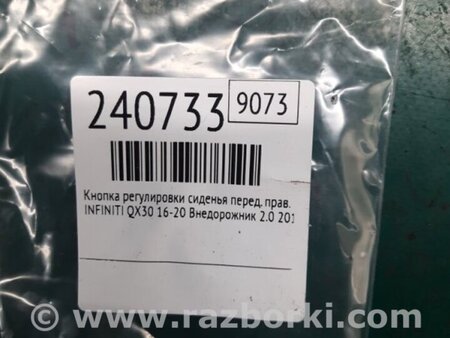 240733 9073
Кнопка регулировки сиденья перед. прав.
INFINITI QX30 16-20 Внедорожник 2.0 201
www.razborki.com